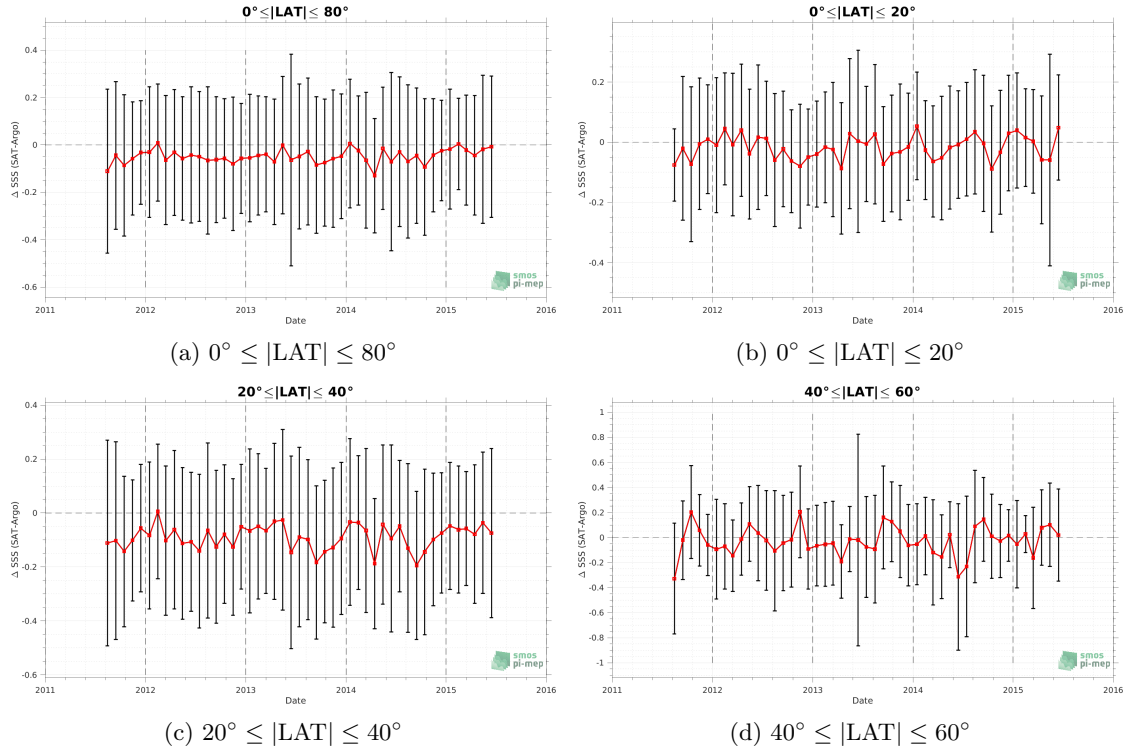 0°≤|LAT|≤ 80°
Δ SSS (SAT-Argo)
0.4
0.2
0
-0.2
-0.4
-0.6
2011
2012
2013
2014
2015
2016
Date
smos
pi-mep
(a) 0° ≤ |LAT| ≤ 80°
0°≤|LAT|≤ 20°
Δ SSS (SAT-Argo)
0.2
0
-0.2
-0.4
2011
2012
2013
2014
2015
2016
Date
smos
pi-mep
(b) 0° ≤ |LAT| ≤ 20°
20°≤|LAT|≤ 40°
Δ SSS (SAT-Argo)
0.4
0.2
0
-0.2
-0.4
-0.6
2011
2012
2013
2014
2015
2016
Date
smos
pi-mep
(c) 20° ≤ |LAT| ≤ 40°
40°≤|LAT|≤ 60°
Δ SSS (SAT-Argo)
1
0.8
0.6
0.4
0.2
0
-0.2
-0.4
-0.6
-0.8
-1
2011
2012
2013
2014
2015
2016
Date
smos
pi-mep
(d) 40° ≤ |LAT| ≤ 60°